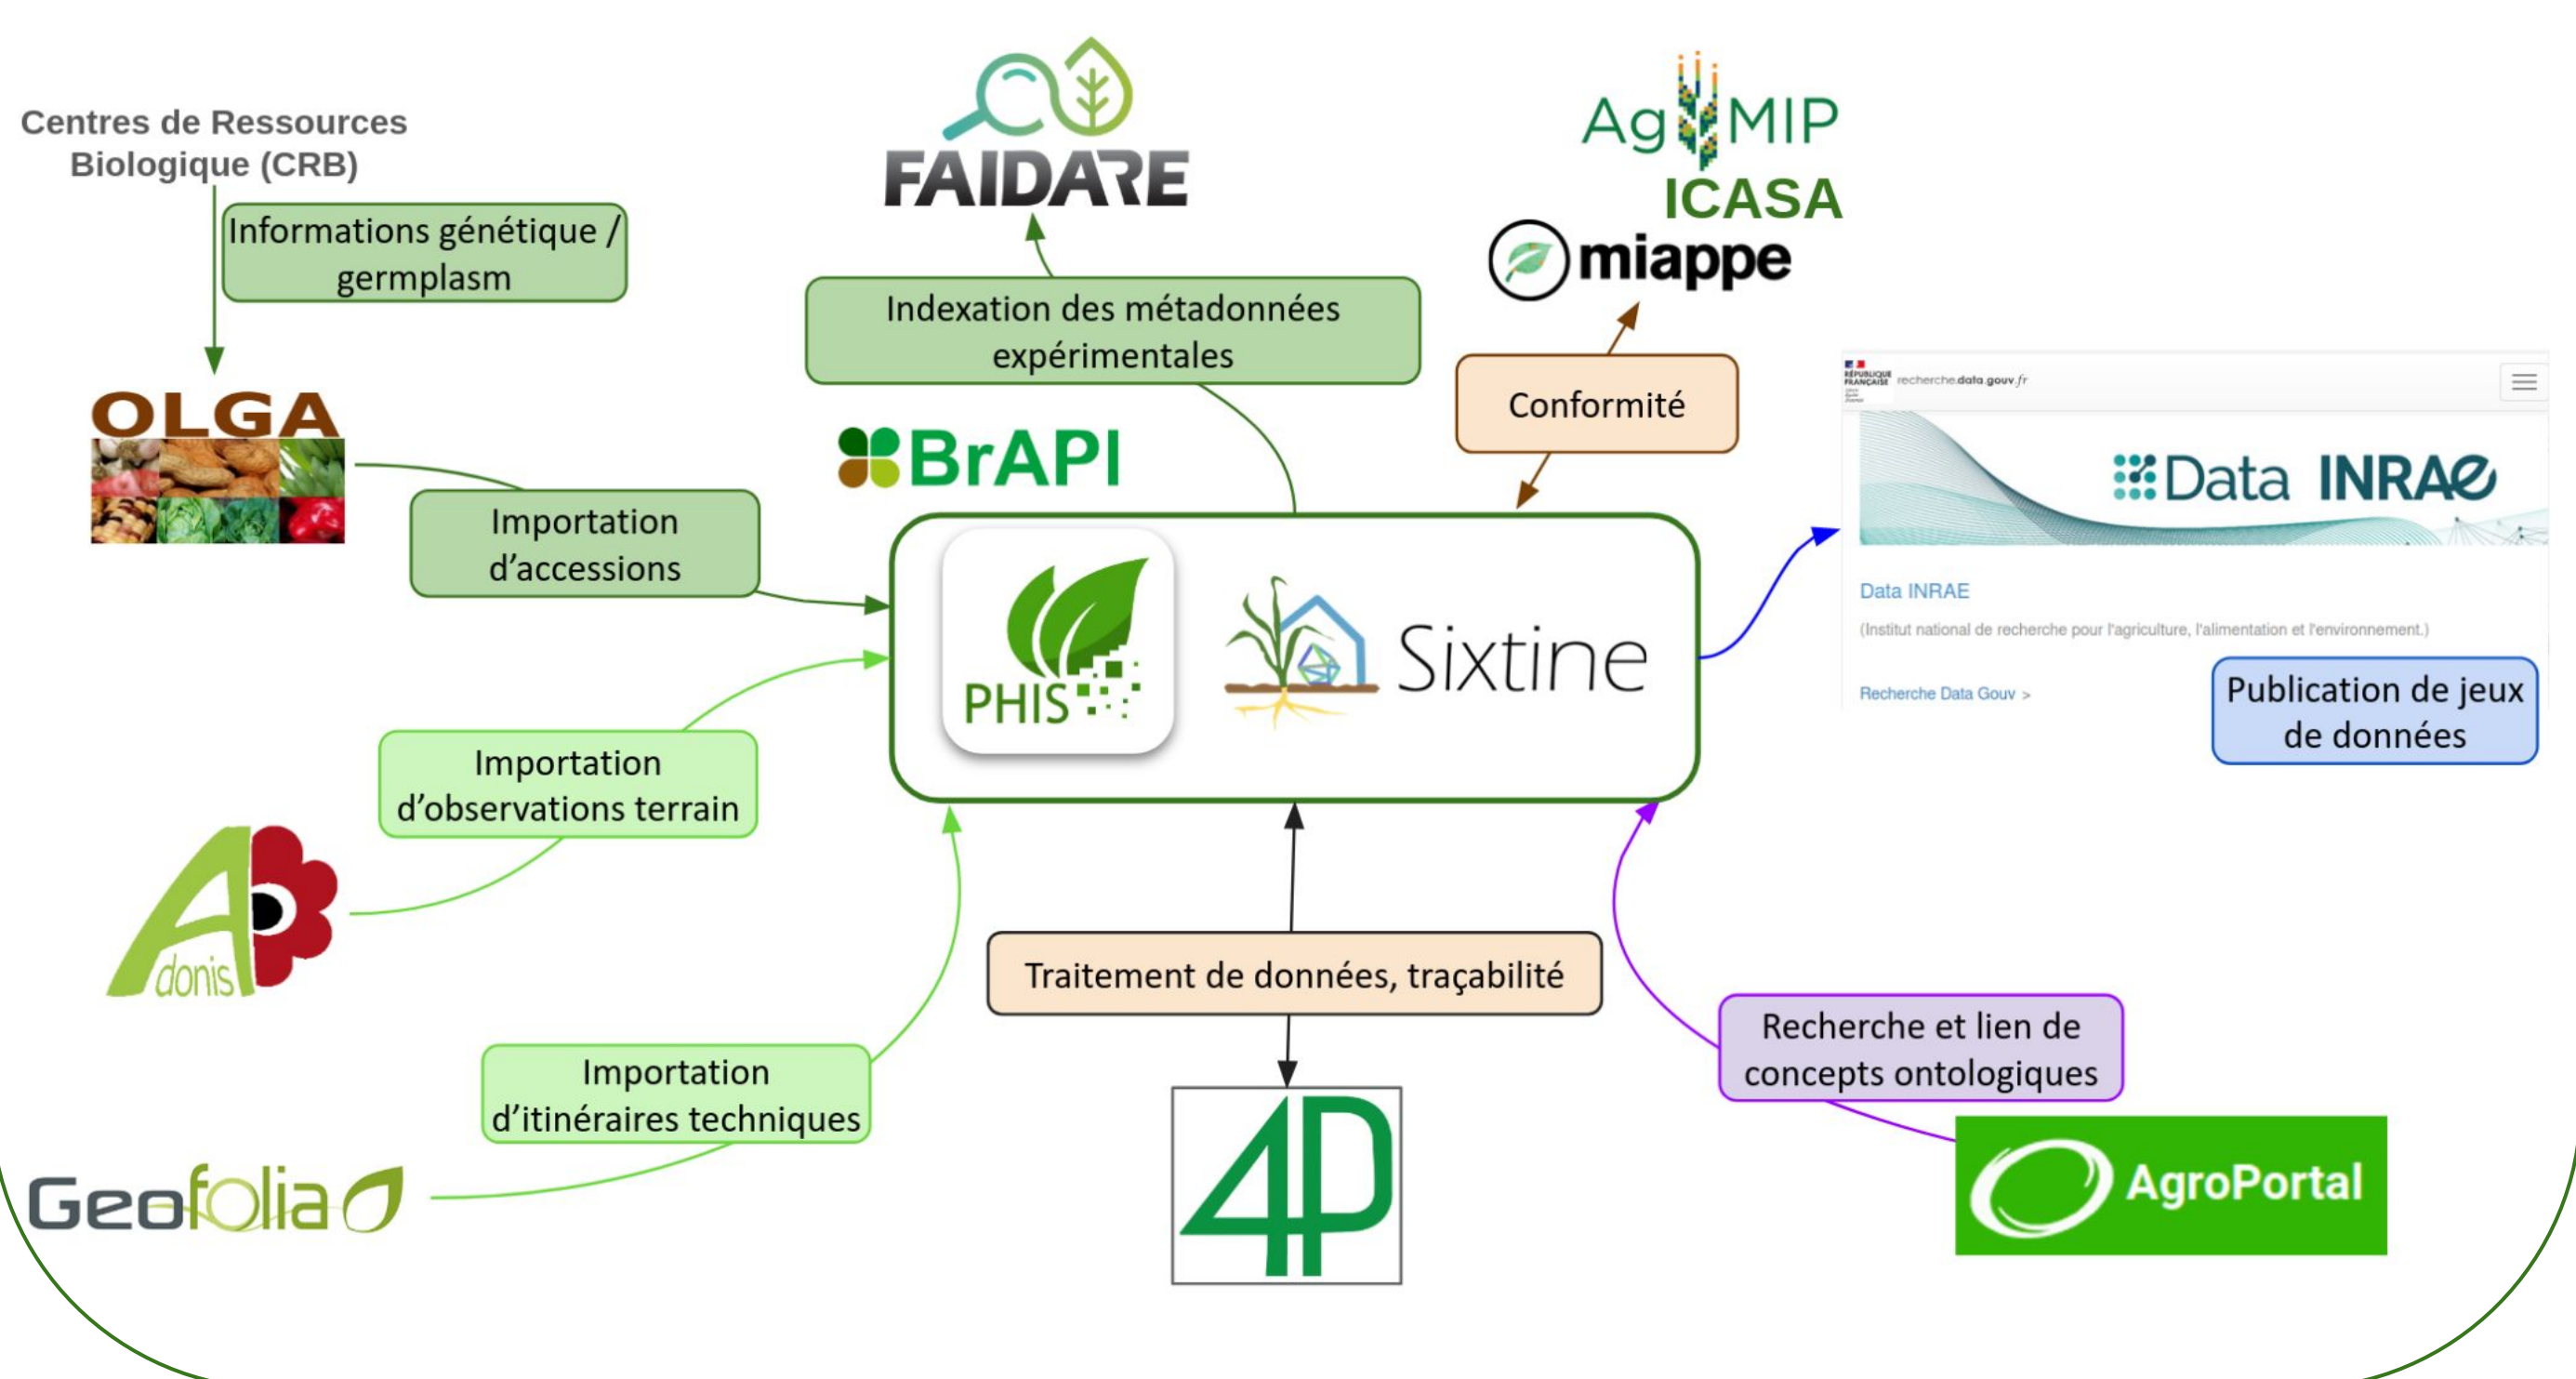 Centres de Ressources
Biologique (CRB)
Informations génétique /
germplasm
OLGA
Importation
d'accessions
FAIDARE
Indexation des métadonnées
expérimentales
BrAPI
AgMIP
ICASA
miappe
Conformité
RÉPUBLIQUE
FRANÇAISE
recherche.data.gouv.fr
Data INRAE
Data INRAE
(Institut national de recherche pour l'agriculture, l'alimentation et l'environnement.)
Recherche Data Gouv >
Publication de jeux
de données
PHIS
Sixtine
Importation
d'observations terrain
Adonis
Importation
d'itinéraires techniques
Geofolia
Traitement de données, traçabilité
4P
Recherche et lien de
concepts ontologiques
AgroPortal